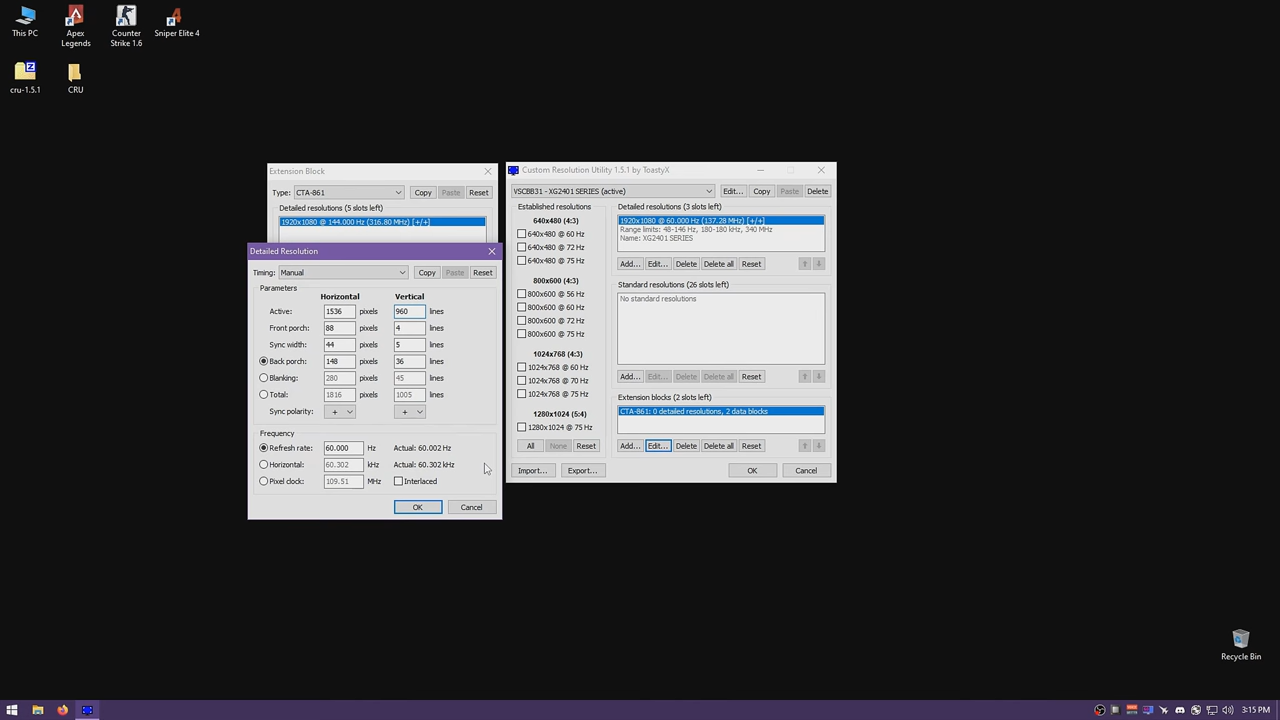 This PC
Apex Legends
Counter Strike 1.6
Sniper Elite 4
cru-1.5.1
CRU
Extension Block
Type: CTA-861 Copy Paste Reset
Detailed resolutions (5 slots left)
1920x1080 @ 144.000 Hz (316.80 MHz) [+/+]
Detailed Resolution
Timing: Manual Copy Paste Reset
Parameters
Horizontal Vertical
Active: 1536 pixels 960 lines
Front porch: 88 pixels 4 lines
Sync width: 44 pixels 5 lines
Back porch: 148 pixels 36 lines
Blanking: 280 pixels 45 lines
Total: 1816 pixels 1005 lines
Sync polarity: + +
Frequency
Refresh rate: 60.000 Hz Actual: 60.002 Hz
Horizontal: 60.302 kHz Actual: 60.302 kHz
Pixel clock: 109.51 MHz Interlaced
OK Cancel
Custom Resolution Utility 1.5.1 by ToastyX
VSCBB31 - XG2401 SERIES (active) Edit... Copy Paste Delete
Established resolutions
640x480 (4:3)
640x480 @ 60 Hz
640x480 @ 72 Hz
640x480 @ 75 Hz
800x600 (4:3)
800x600 @ 56 Hz
800x600 @ 60 Hz
800x600 @ 72 Hz
800x600 @ 75 Hz
1024x768 (4:3)
1024x768 @ 60 Hz
1024x768 @ 70 Hz
1024x768 @ 75 Hz
1280x1024 (5:4)
1280x1024 @ 75 Hz
All None Reset
Detailed resolutions (3 slots left)
1920x1080 @ 60.000 Hz (137.28 MHz) [+/+]
Range limits: 48-146 Hz, 180-180 kHz, 340 MHz
Name: XG2401 SERIES
Add... Edit... Delete Delete all Reset
Standard resolutions (26 slots left)
No standard resolutions
Add... Edit... Delete Delete all Reset
Extension blocks (2 slots left)
CTA-861: 0 detailed resolutions, 2 data blocks
Add... Edit... Delete Delete all Reset
Import... Export... OK Cancel
Recycle Bin
3:15 PM